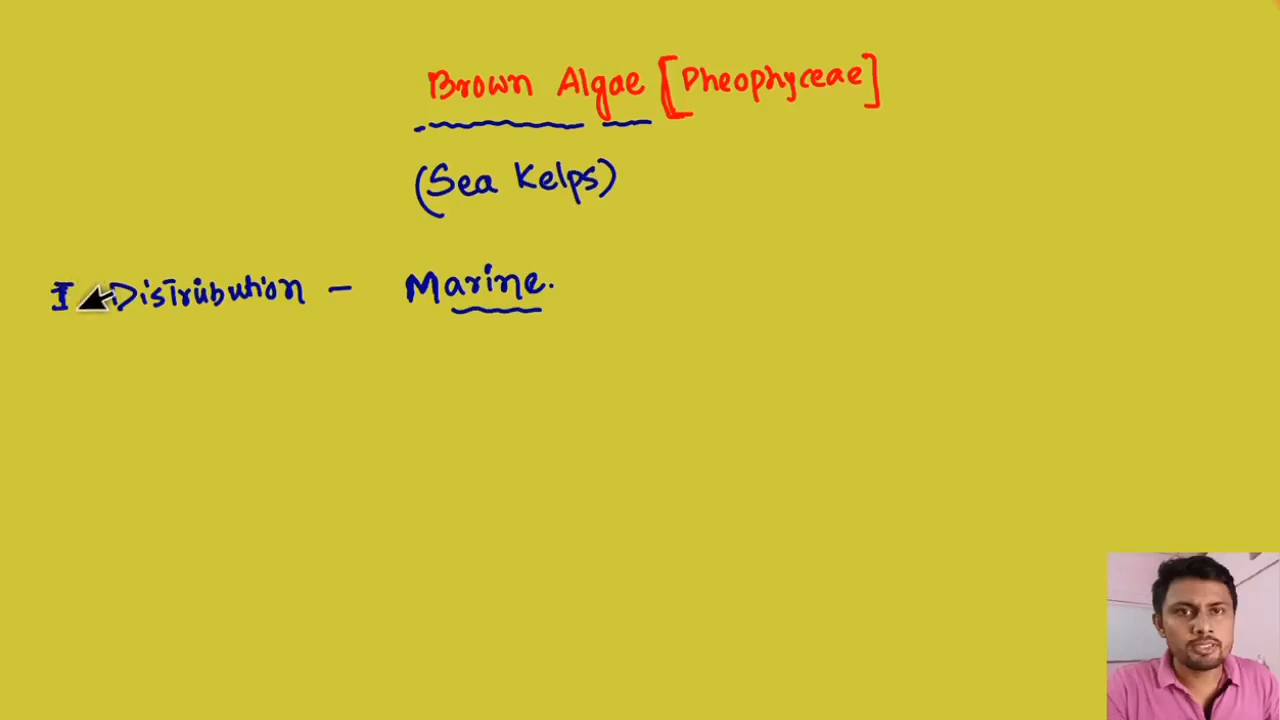 Brown Algae [Pheophyceae]
(Sea Kelps)
I Distribution - Marine.